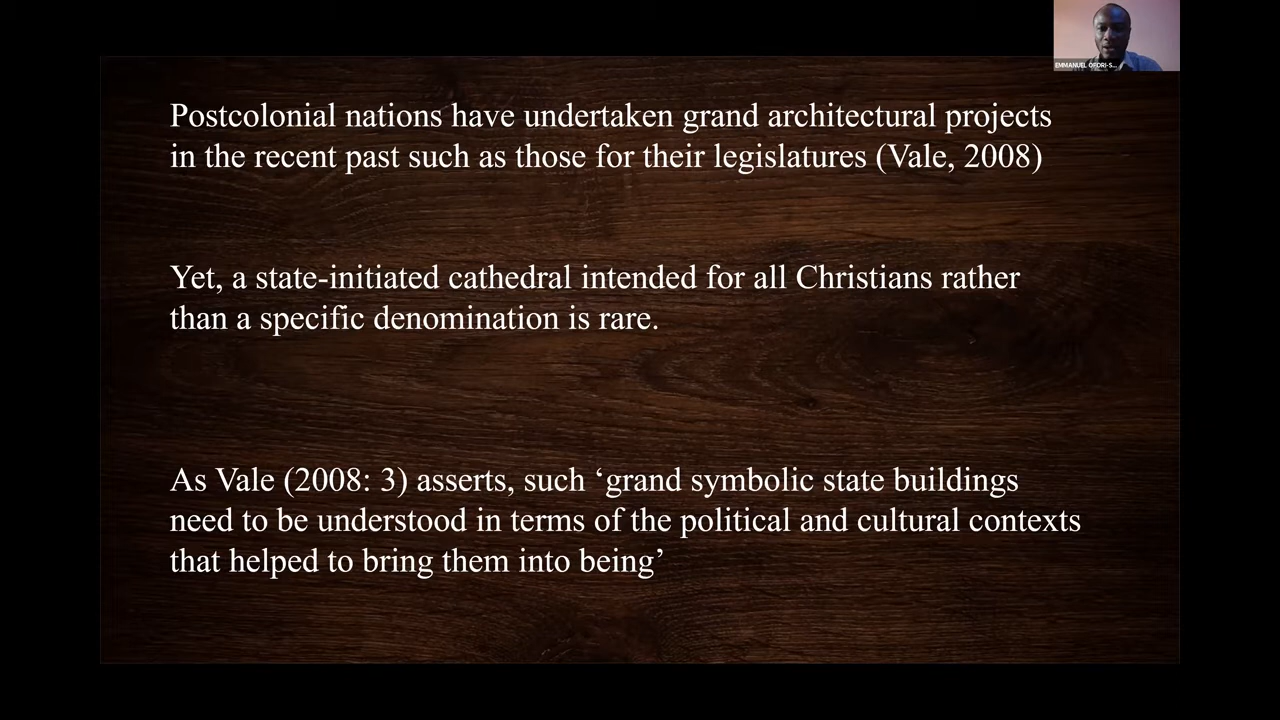 EMMANUEL OFORI-S...
Postcolonial nations have undertaken grand architectural projects
in the recent past such as those for their legislatures (Vale, 2008)
Yet, a state-initiated cathedral intended for all Christians rather
than a specific denomination is rare.
As Vale (2008: 3) asserts, such ‘grand symbolic state buildings
need to be understood in terms of the political and cultural contexts
that helped to bring them into being’